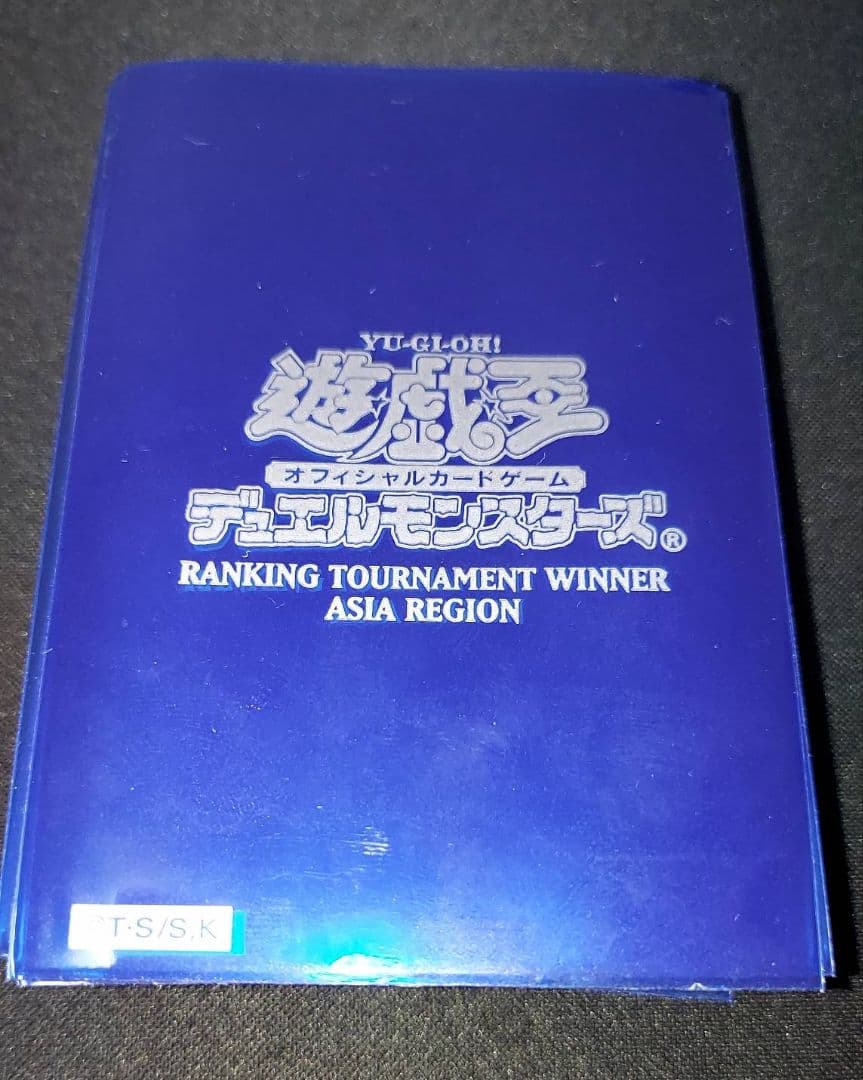 YU-GI-OH!
遊戯王
オフィシャルカードゲーム
デュエルモンスターズ®
RANKING TOURNAMENT WINNER
ASIA REGION
T·S/S,K